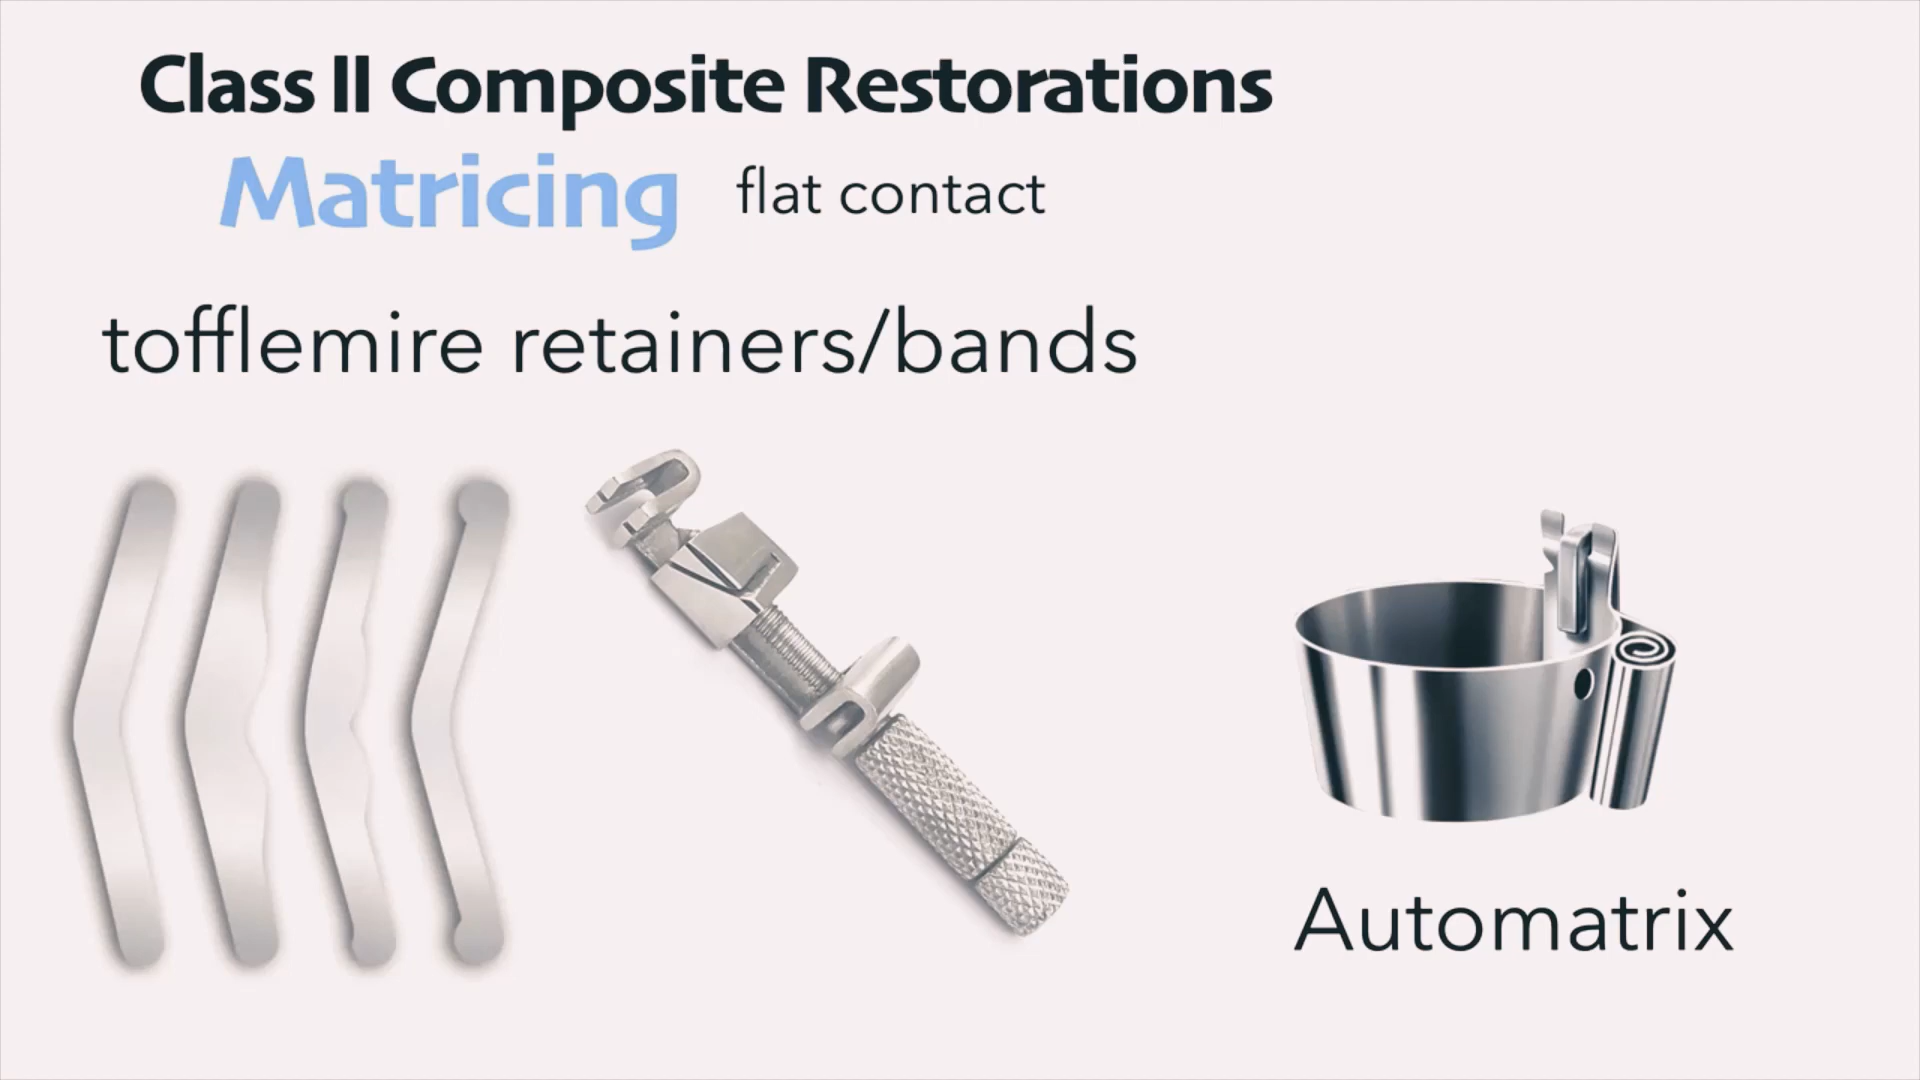 Class II Composite Restorations
Matricing flat contact
tofflemire retainers/bands
Automatrix